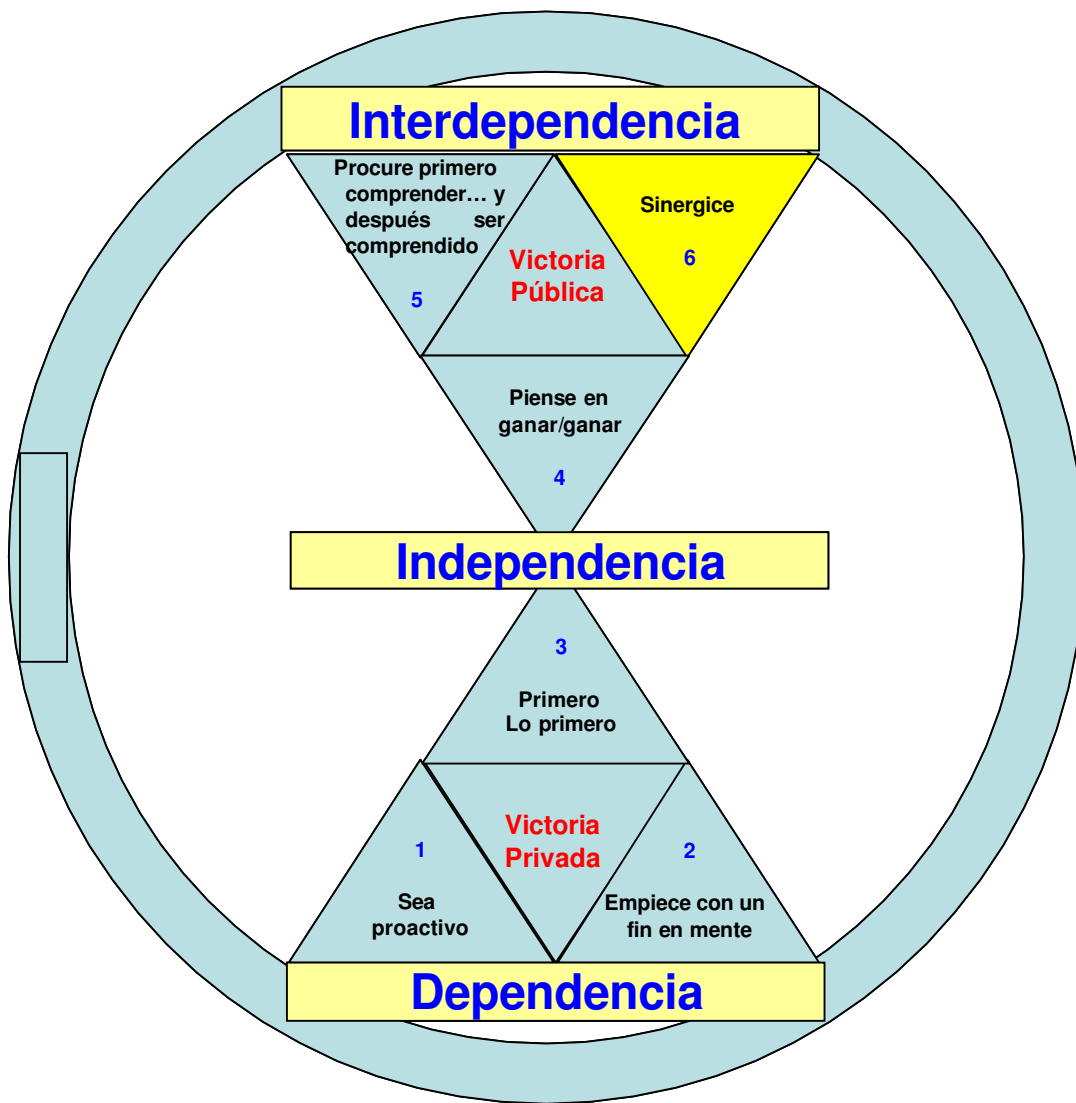 Interdependencia
Procure primero
comprender… y
después ser
comprendido
5
Victoria
Pública
Sinergice
6
Piense en
ganar/ganar
4
Independencia
3
Primero
Lo primero
1
Sea
proactivo
Victoria
Privada
2
Empiece con un
fin en mente
Dependencia